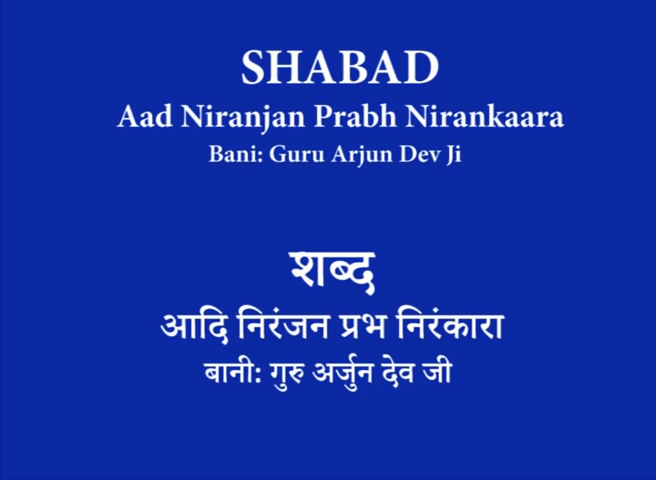 SHABAD
Aad Niranjan Prabh Nirankaara
Bani: Guru Arjun Dev Ji
शब्द
आदि निरंजन प्रभ निरंकारा
बानी: गुरु अर्जुन देव जी